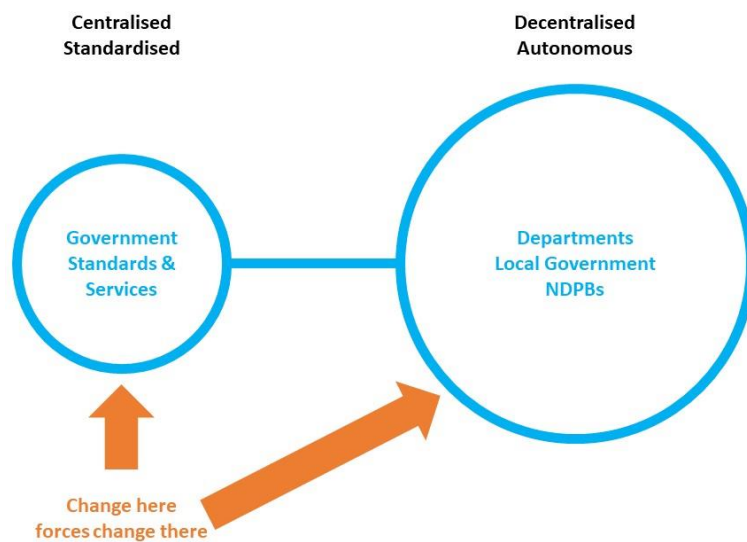 Centralised
Standardised
Decentralised
Autonomous
Government
Standards &
Services
Departments
Local Government
NDPBs
Change here
forces change there